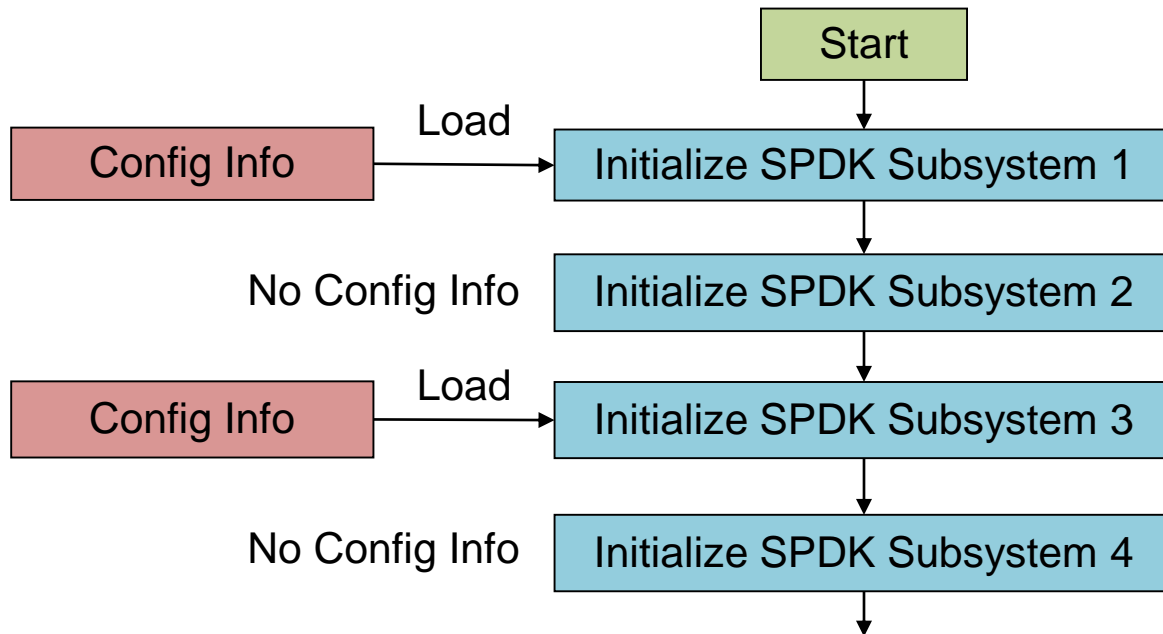 Start
Load
Config Info
Initialize SPDK Subsystem 1
No Config Info
Initialize SPDK Subsystem 2
Load
Config Info
Initialize SPDK Subsystem 3
No Config Info
Initialize SPDK Subsystem 4